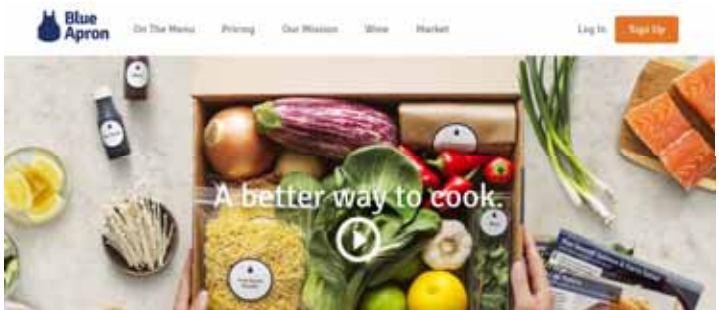 Blue
Apron
On The Menu
Pricing
Our Mission
Wine
Market
Log In
Sign Up
A better way to cook.